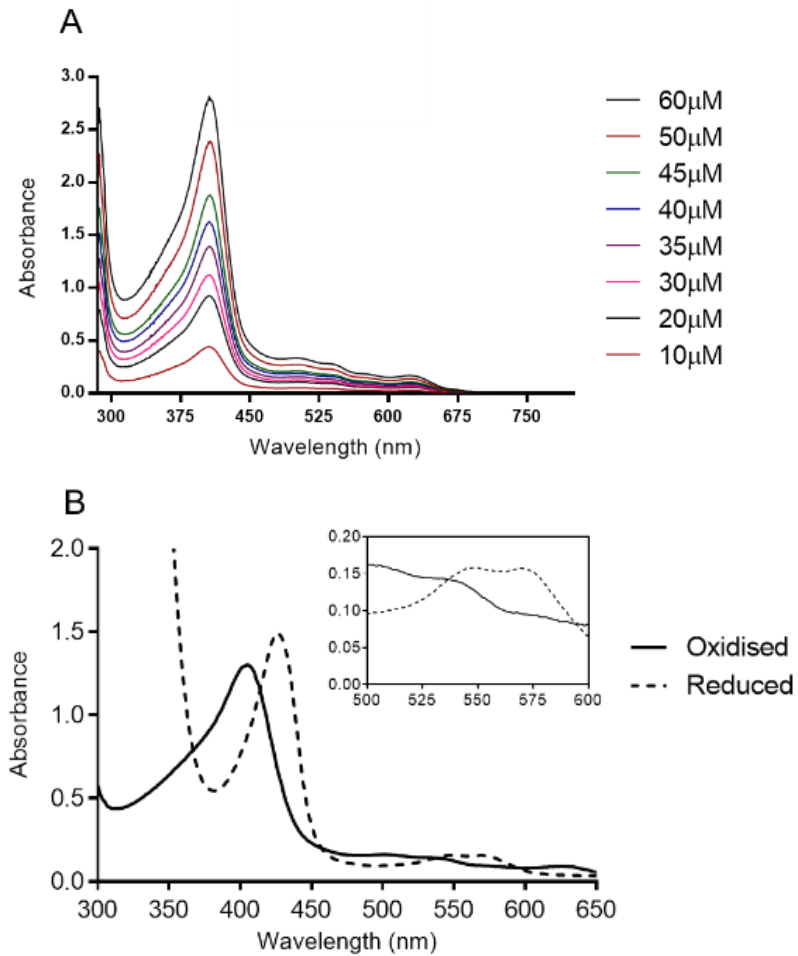 A
3.0
2.5
2.0
1.5
1.0
0.5
0.0
Absorbance
300 375 450 525 600 675 750
Wavelength (nm)
60μM
50μM
45μM
40μM
35μM
30μM
20μM
10μM
B
2.0
1.5
1.0
0.5
0.0
Absorbance
300 350 400 450 500 550 600 650
Wavelength (nm)
0.20
0.15
0.10
0.05
0.00
500 525 550 575 600
Oxidised
Reduced